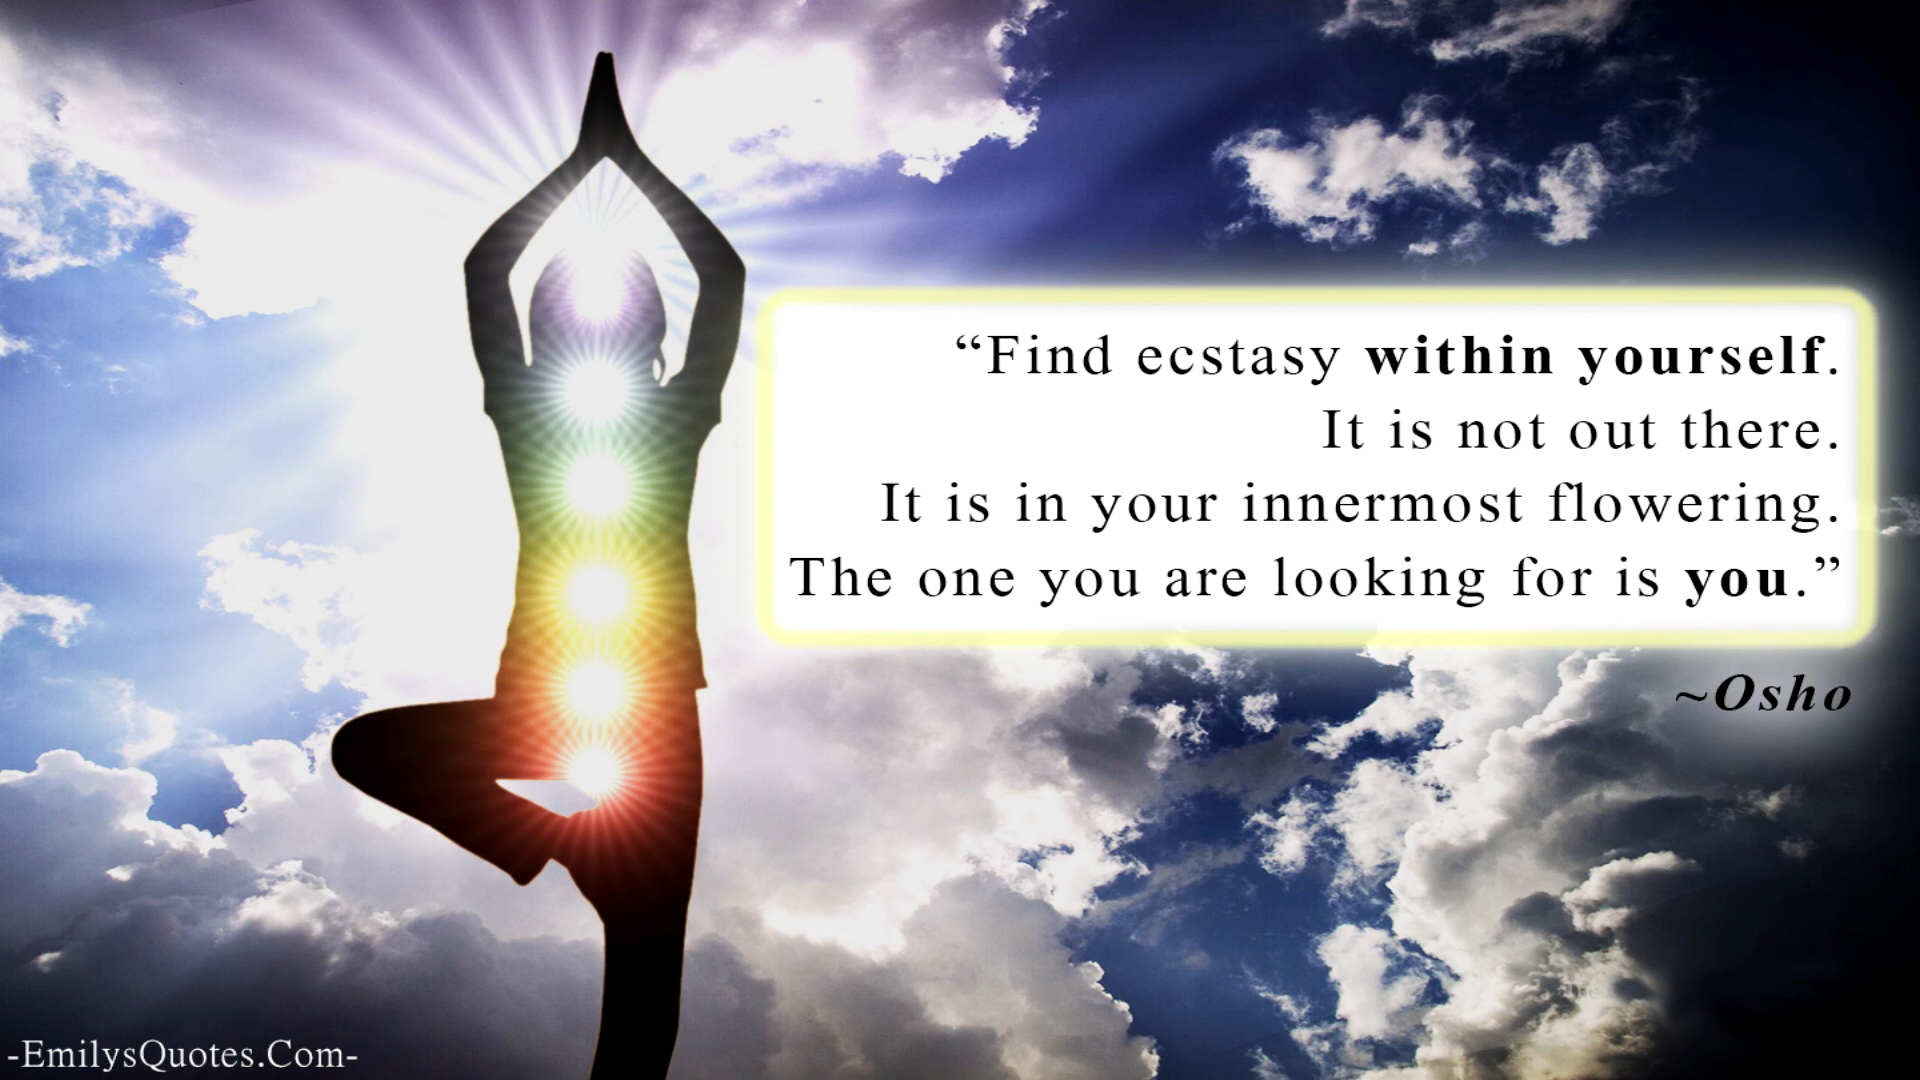 “Find ecstasy within yourself.
It is not out there.
It is in your innermost flowering.
The one you are looking for is you.”
~Osho
-EmilysQuotes.Com-